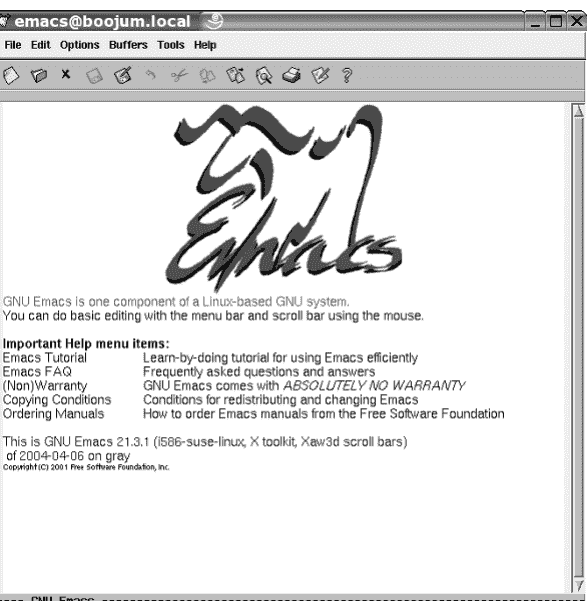 emacs@boojum.local
File Edit Options Buffers Tools Help
Emacs
GNU Emacs is one component of a Linux-based GNU system.
You can do basic editing with the menu bar and scroll bar using the mouse.
Important Help menu items:
Emacs Tutorial Learn-by-doing tutorial for using Emacs efficiently
Emacs FAQ Frequently asked questions and answers
(Non)Warranty GNU Emacs comes with ABSOLUTELY NO WARRANTY
Copying Conditions Conditions for redistributing and changing Emacs
Ordering Manuals How to order Emacs manuals from the Free Software Foundation
This is GNU Emacs 21.3.1 (i586-suse-linux, X toolkit, Xaw3d scroll bars)
of 2004-04-06 on gray
Copyright (C) 2001 Free Software Foundation, Inc.
GNU Emacs